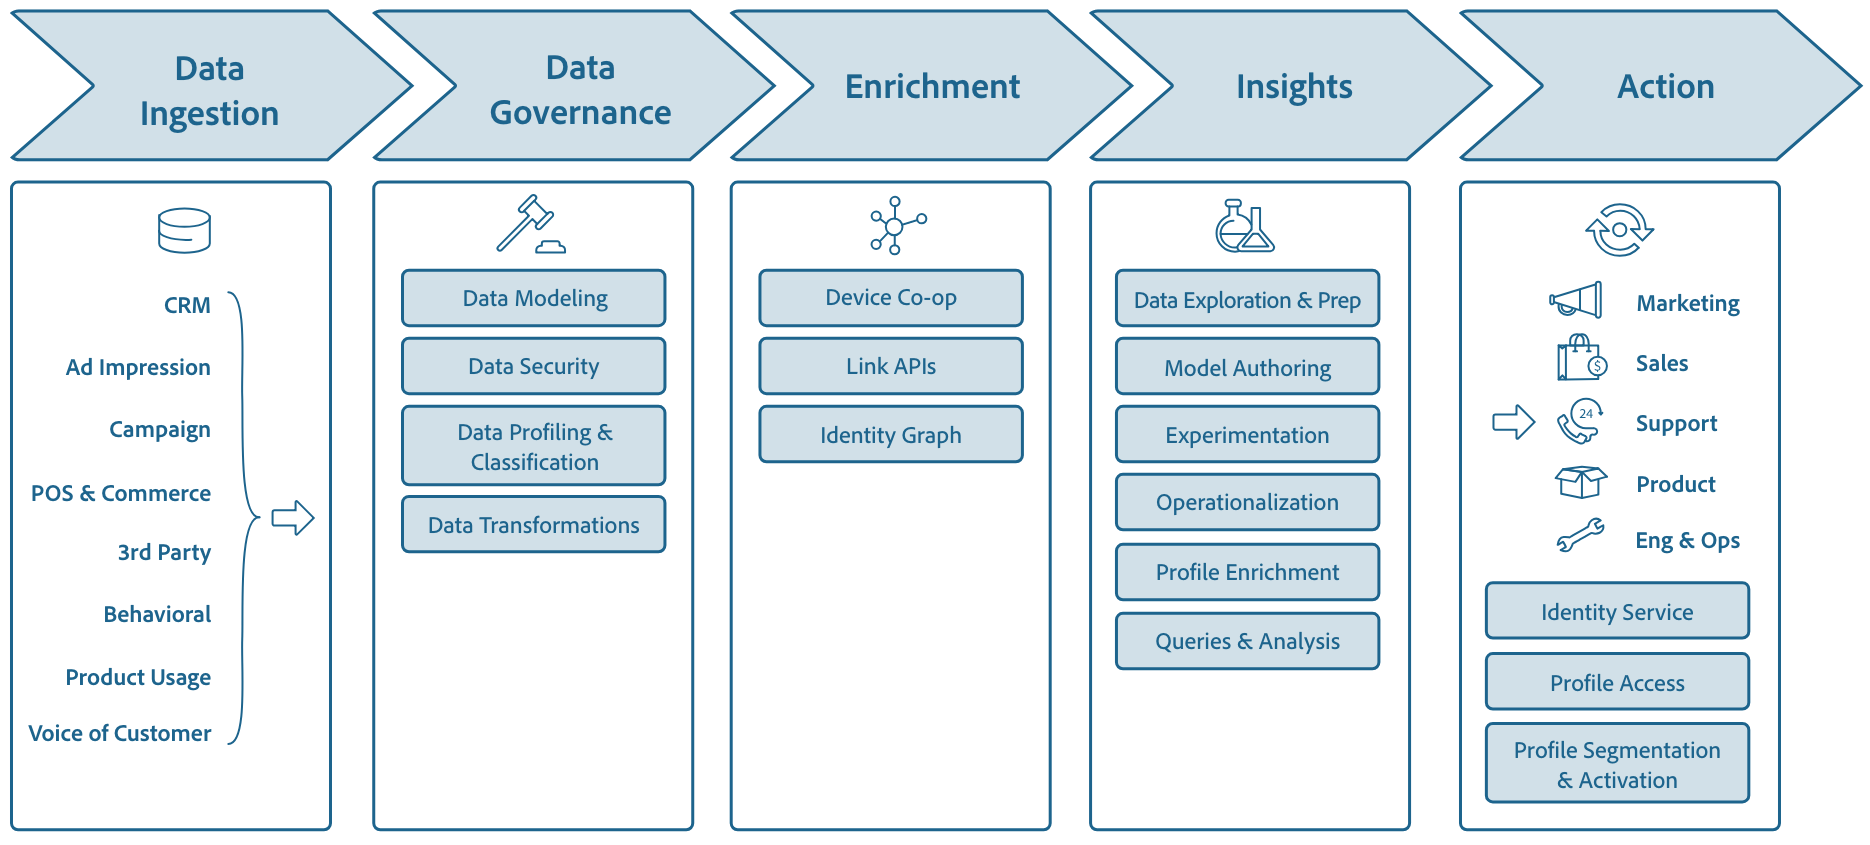 Data
Ingestion
Data
Governance
Enrichment
Insights
Action
CRM
Ad Impression
Campaign
POS & Commerce
3rd Party
Behavioral
Product Usage
Voice of Customer
Data Modeling
Data Security
Data Profiling &
Classification
Data Transformations
Device Co-op
Link APIs
Identity Graph
Data Exploration & Prep
Model Authoring
Experimentation
Operationalization
Profile Enrichment
Queries & Analysis
Marketing
$
Sales
24
Support
Product
Eng & Ops
Identity Service
Profile Access
Profile Segmentation
& Activation